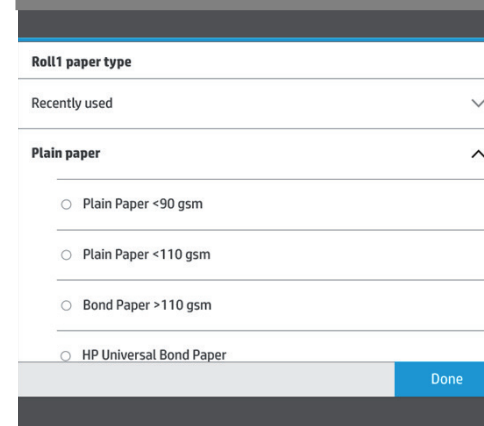 Roll1 paper type
Recently used
Plain paper
Plain Paper <90 gsm
Plain Paper <110 gsm
Bond Paper >110 gsm
HP Universal Bond Paper
Done